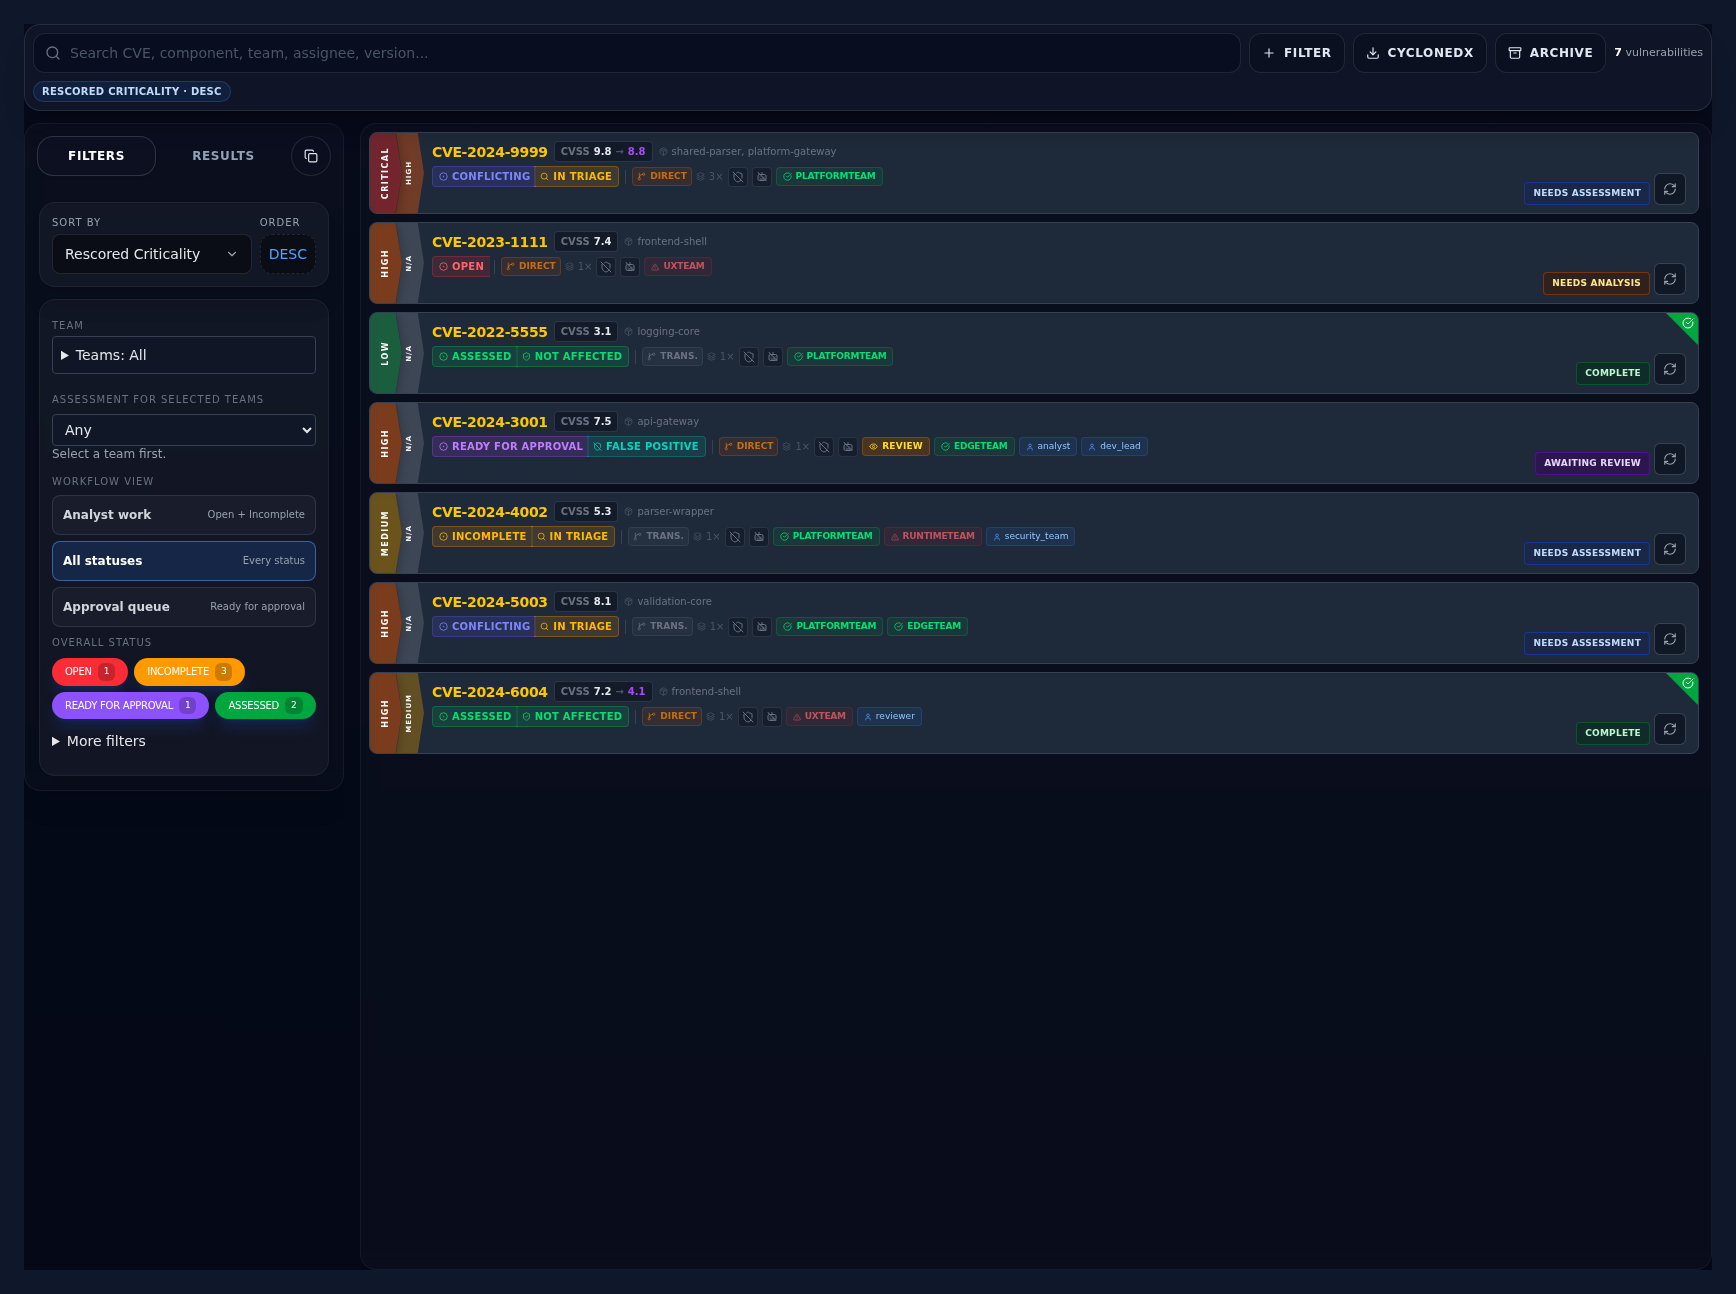 Search CVE, component, team, assignee, version...
FILTER
CYCLONEDX
ARCHIVE
7 vulnerabilities
RESCORED CRITICALITY · DESC
FILTERS
RESULTS
SORT BY
ORDER
Rescored Criticality
DESC
TEAM
Teams: All
ASSESSMENT FOR SELECTED TEAMS
Any
Select a team first.
WORKFLOW VIEW
Analyst work Open + Incomplete
All statuses Every status
Approval queue Ready for approval
OVERALL STATUS
OPEN 1 INCOMPLETE 3
READY FOR APPROVAL 1 ASSESSED 2
More filters
CRITICAL HIGH
CVE-2024-9999 CVSS 9.8 → 8.8 shared-parser, platform-gateway
CONFLICTING IN TRIAGE DIRECT 3× PLATFORMTEAM
NEEDS ASSESSMENT
HIGH N/A
CVE-2023-1111 CVSS 7.4 frontend-shell
OPEN DIRECT 1× UXTEAM
NEEDS ANALYSIS
LOW N/A
CVE-2022-5555 CVSS 3.1 logging-core
ASSESSED NOT AFFECTED TRANS. 1× PLATFORMTEAM
COMPLETE
HIGH N/A
CVE-2024-3001 CVSS 7.5 api-gateway
READY FOR APPROVAL FALSE POSITIVE DIRECT 1× REVIEW EDGETEAM analyst dev_lead
AWAITING REVIEW
MEDIUM N/A
CVE-2024-4002 CVSS 5.3 parser-wrapper
INCOMPLETE IN TRIAGE TRANS. 1× PLATFORMTEAM RUNTIMETEAM security_team
NEEDS ASSESSMENT
HIGH N/A
CVE-2024-5003 CVSS 8.1 validation-core
CONFLICTING IN TRIAGE TRANS. 1× PLATFORMTEAM EDGETEAM
NEEDS ASSESSMENT
HIGH MEDIUM
CVE-2024-6004 CVSS 7.2 → 4.1 frontend-shell
ASSESSED NOT AFFECTED DIRECT 1× UXTEAM reviewer
COMPLETE